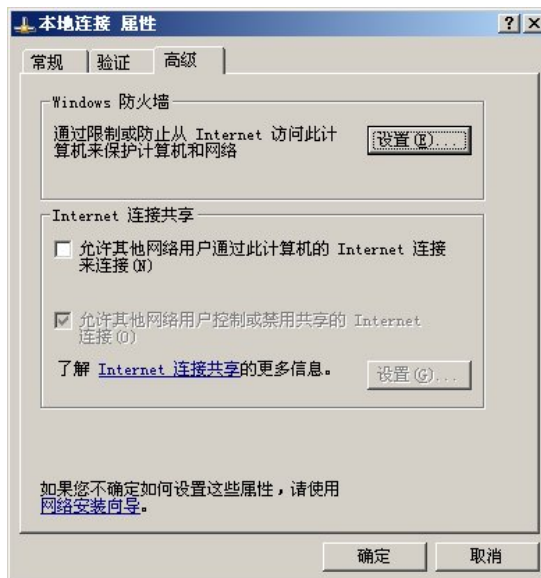 本地连接 属性
常规
验证
高级
Windows 防火墙
通过限制或防止从 Internet 访问此计
算机来保护计算机和网络
设置(E)...
Internet 连接共享
允许其他网络用户通过此计算机的 Internet 连接
来连接(N)
允许其他网络用户控制或禁用共享的 Internet
连接(O)
了解 Internet 连接共享的更多信息。
设置(G)...
如果您不确定如何设置这些属性，请使用
网络安装向导。
确定
取消